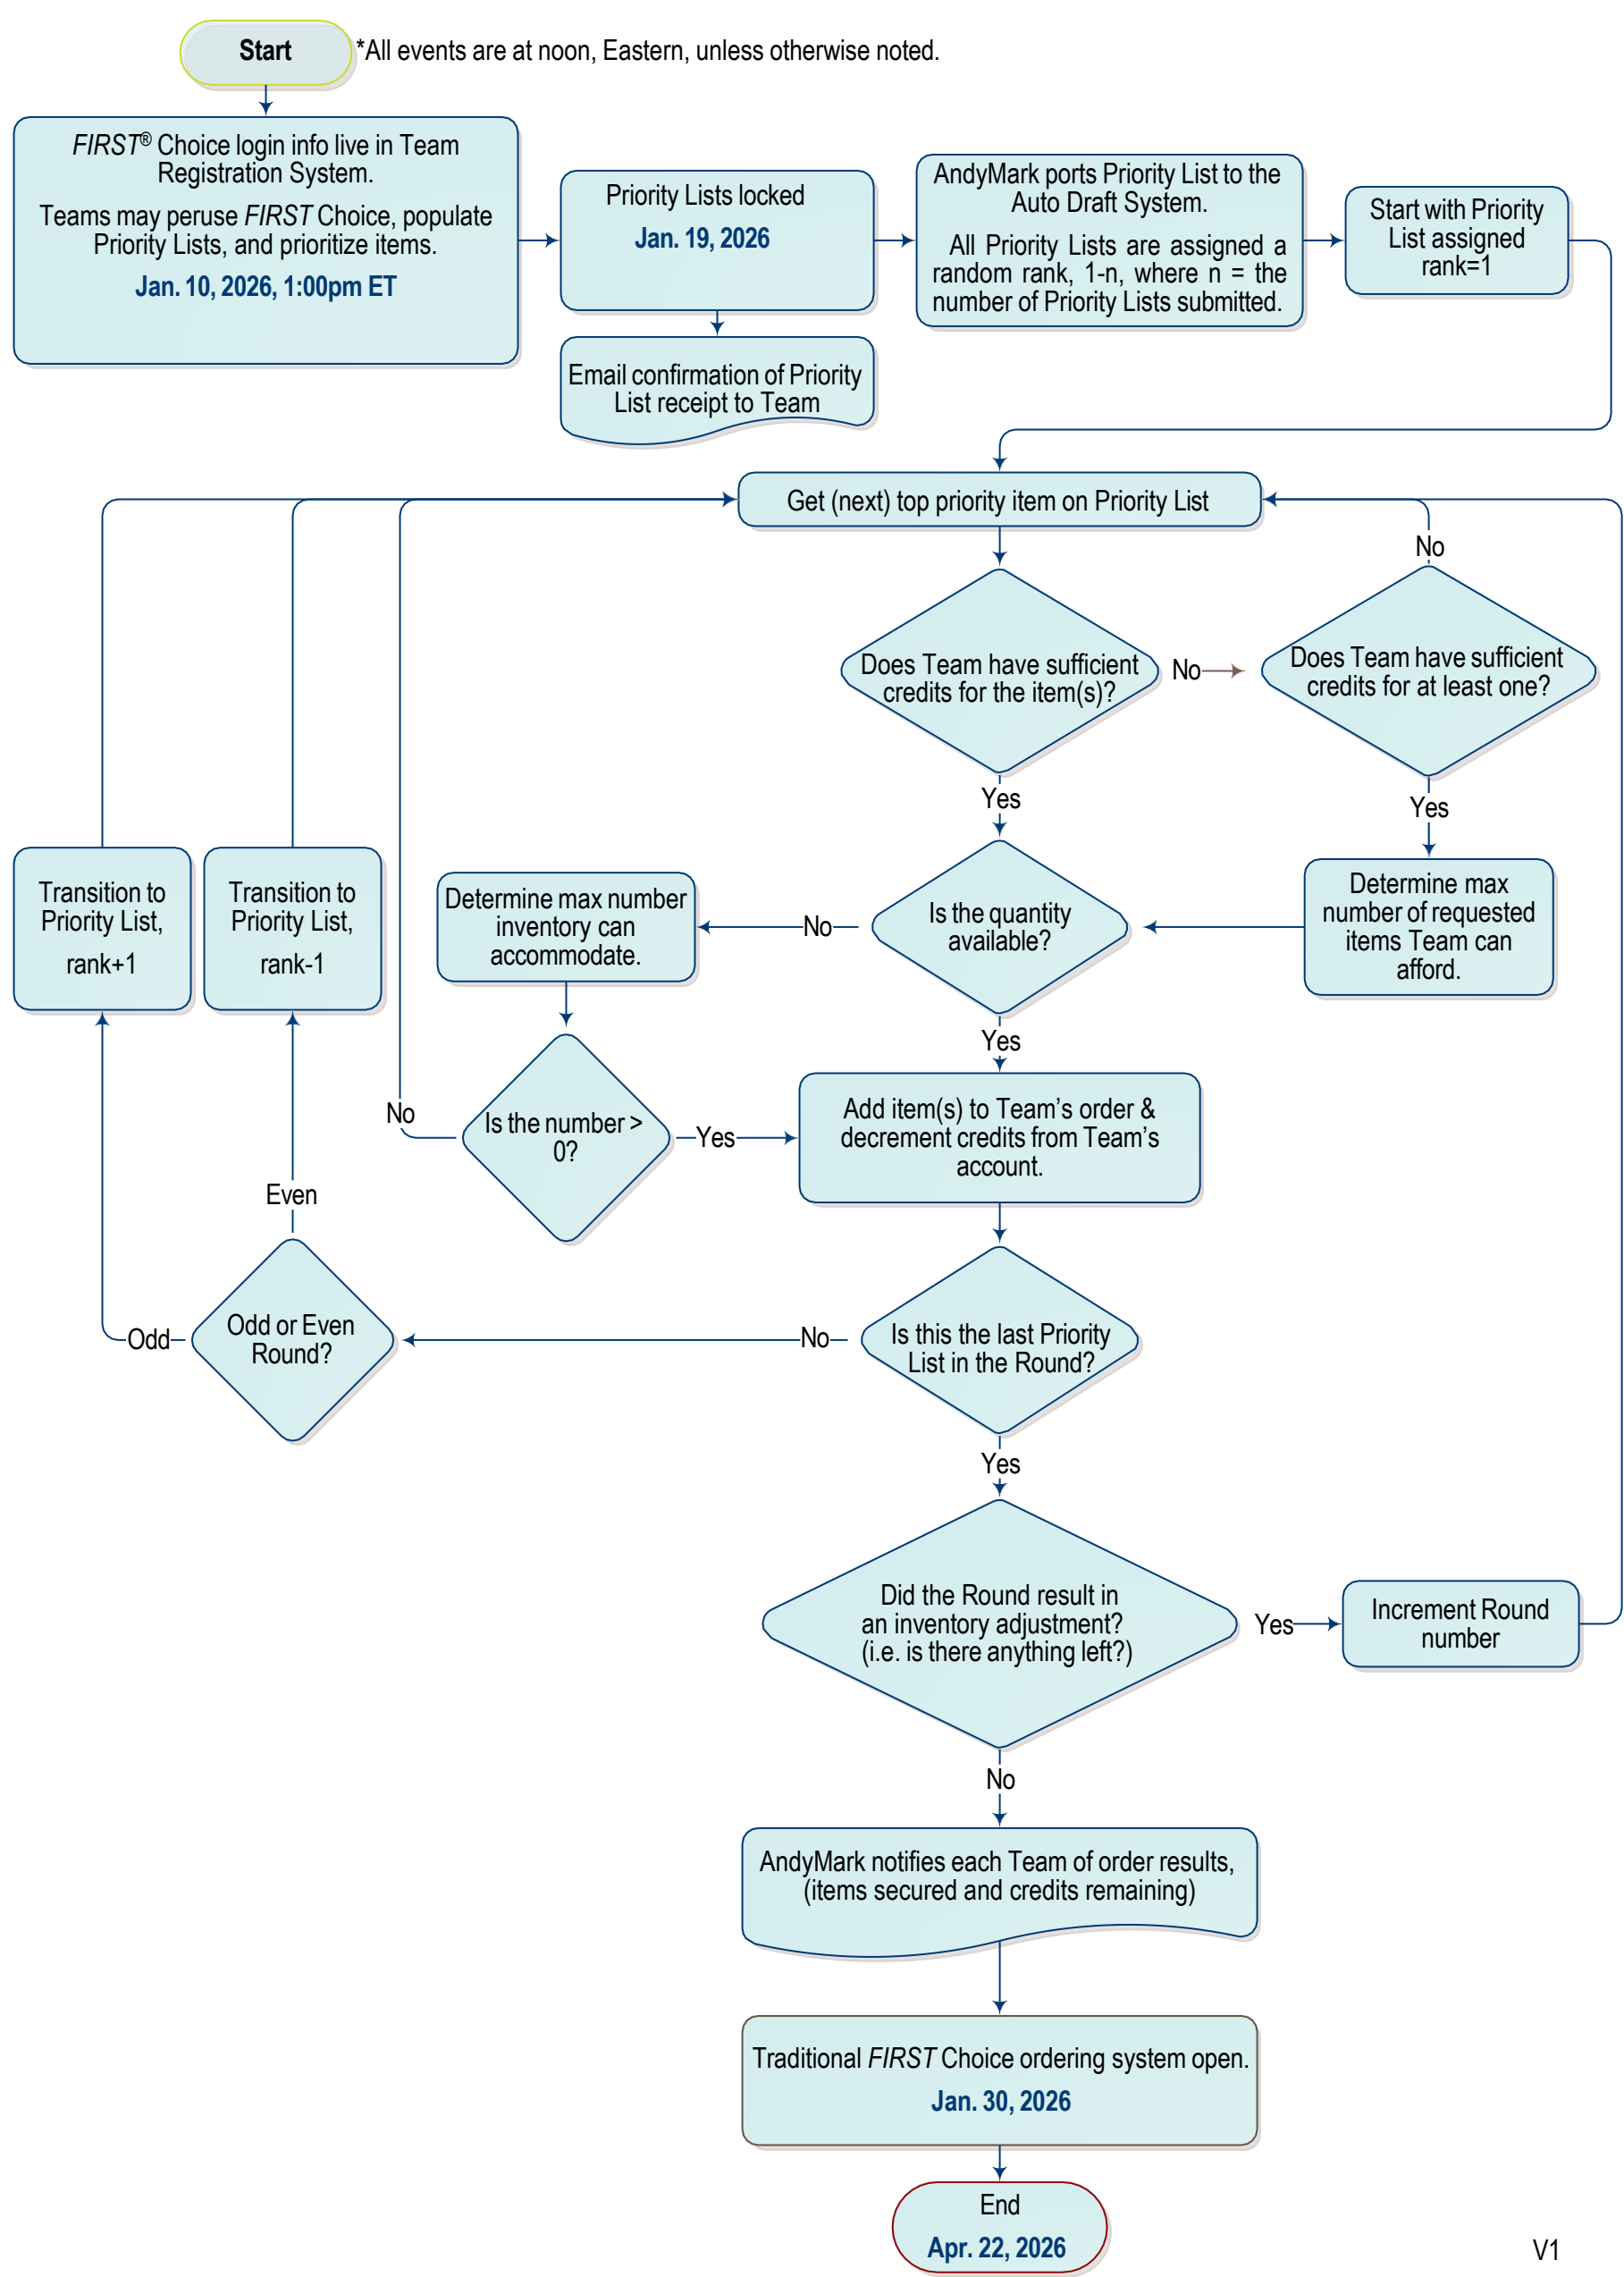 Start
*All events are at noon, Eastern, unless otherwise noted.
FIRST® Choice login info live in Team
Registration System.
Teams may peruse FIRST Choice, populate
Priority Lists, and prioritize items.
Jan. 10, 2026, 1:00pm ET
Priority Lists locked
Jan. 19, 2026
Email confirmation of Priority
List receipt to Team
AndyMark ports Priority List to the
Auto Draft System.
All Priority Lists are assigned a
random rank, 1-n, where n = the
number of Priority Lists submitted.
Start with Priority
List assigned
rank=1
Get (next) top priority item on Priority List
No
Does Team have sufficient
credits for the item(s)?
No
Does Team have sufficient
credits for at least one?
Yes
Yes
Transition to
Priority List,
rank+1
Transition to
Priority List,
rank-1
Determine max number
inventory can
accommodate.
No
Is the quantity
available?
Determine max
number of requested
items Team can
afford.
Yes
No
Is the number >
0?
Yes
Add item(s) to Team’s order &
decrement credits from Team’s
account.
Even
Odd
Odd or Even
Round?
No
Is this the last Priority
List in the Round?
Yes
Did the Round result in
an inventory adjustment?
(i.e. is there anything left?)
Yes
Increment Round
number
No
AndyMark notifies each Team of order results,
(items secured and credits remaining)
Traditional FIRST Choice ordering system open.
Jan. 30, 2026
End
Apr. 22, 2026
V1